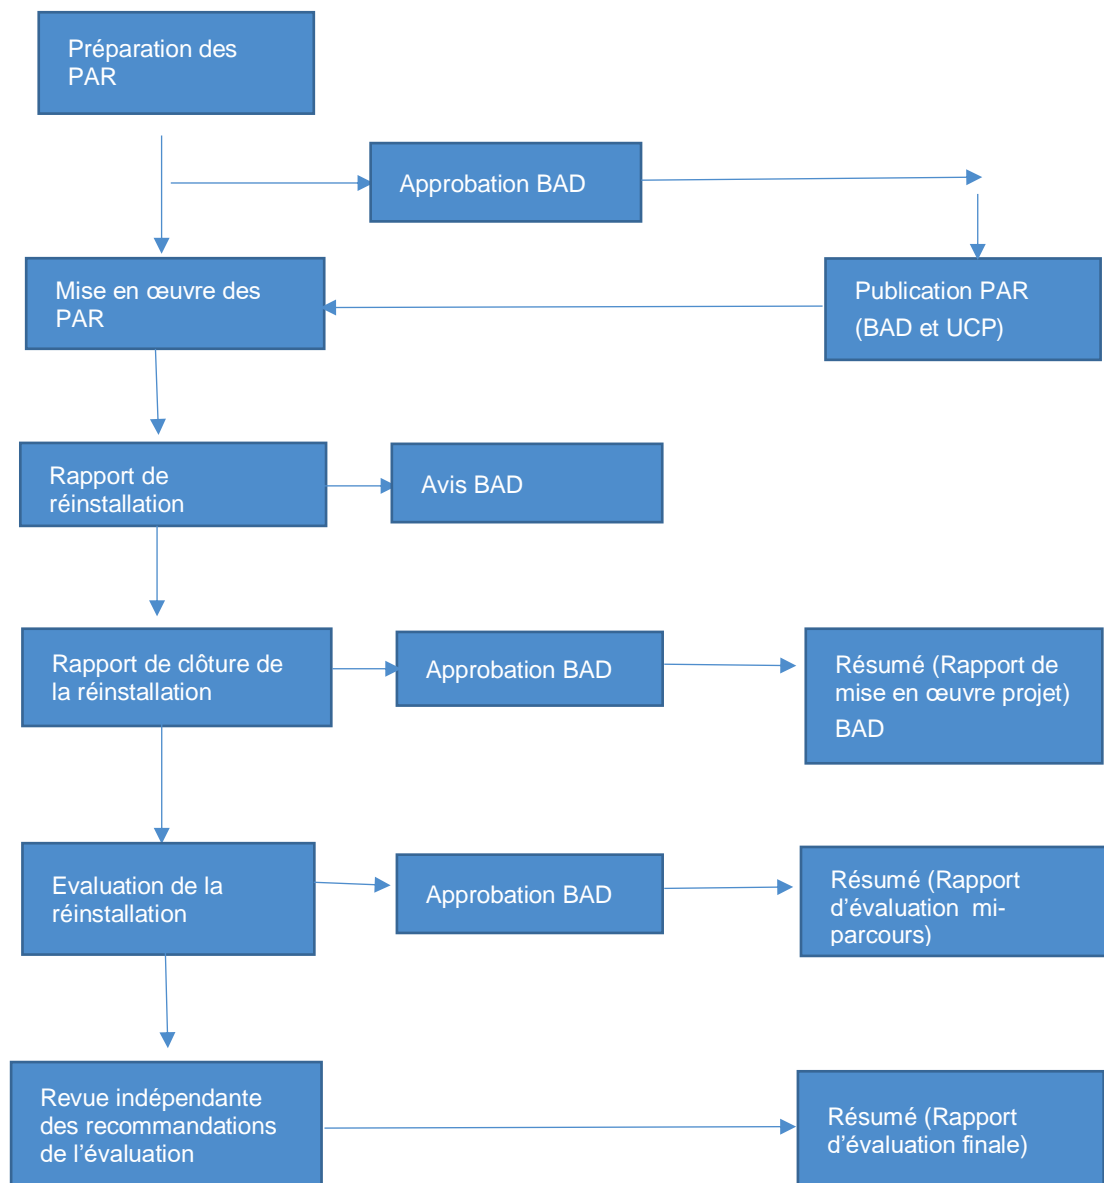 Préparation des
PAR
Approbation BAD
Mise en œuvre des
PAR
Publication PAR
(BAD et UCP)
Rapport de
réinstallation
Avis BAD
Rapport de clôture de
la réinstallation
Approbation BAD
Résumé (Rapport de
mise en œuvre projet)
BAD
Evaluation de la
réinstallation
Approbation BAD
Résumé (Rapport
d’évaluation mi-
parcours)
Revue indépendante
des recommandations
de l’évaluation
Résumé (Rapport
d’évaluation finale)